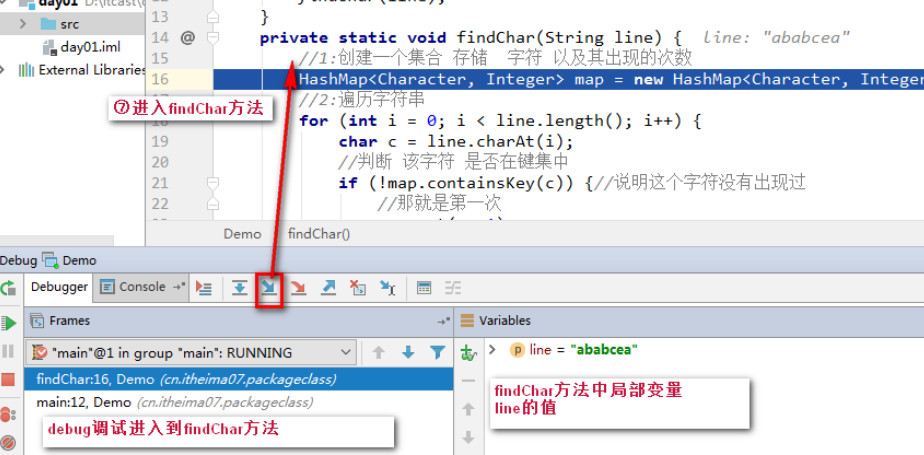 day01 D:\itcast\day01
src
day01.iml
External Libraries
13 }
14 @ private static void findChar(String line) { line: "ababcea"
15 //1:创建一个集合 存储 字符 以及其出现的次数
16 HashMap<Character, Integer> map = new HashMap<Character, Integer
⑦进入findChar方法
//2:遍历字符串
18 for (int i = 0; i < line.length(); i++) {
19 char c = line.charAt(i);
20 //判断 该字符 是否在键集中
21 if (!map.containsKey(c)) {//说明这个字符没有出现过
22 //那就是第一次
Demo findChar()
Debug Demo
Debugger Console
Frames Variables
"main"@1 in group "main": RUNNING
line = "ababcea"
findChar:16, Demo (cn.itheima07.packageclass)
main:12, Demo (cn.itheima07.packageclass)
findChar方法中局部变量
line的值
debug调试进入到findChar方法